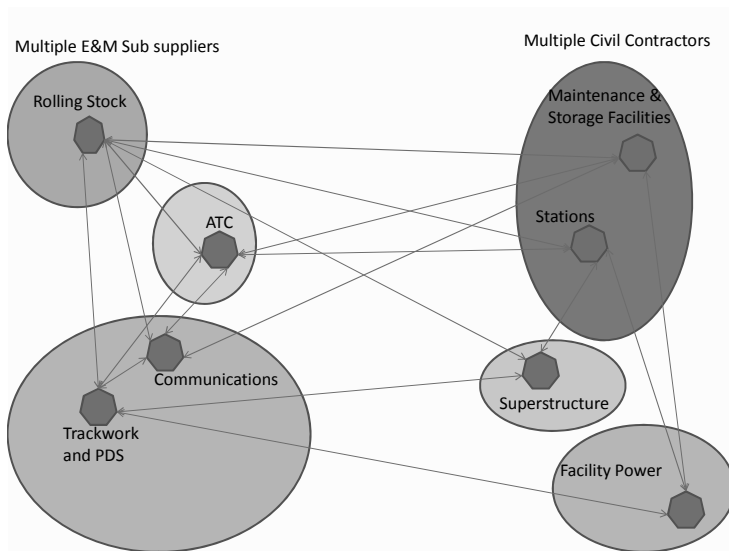 Multiple E&M Sub suppliers
Multiple Civil Contractors
Rolling Stock
Maintenance &
Storage Facilities
ATC
Stations
Communications
Trackwork
and PDS
Superstructure
Facility Power